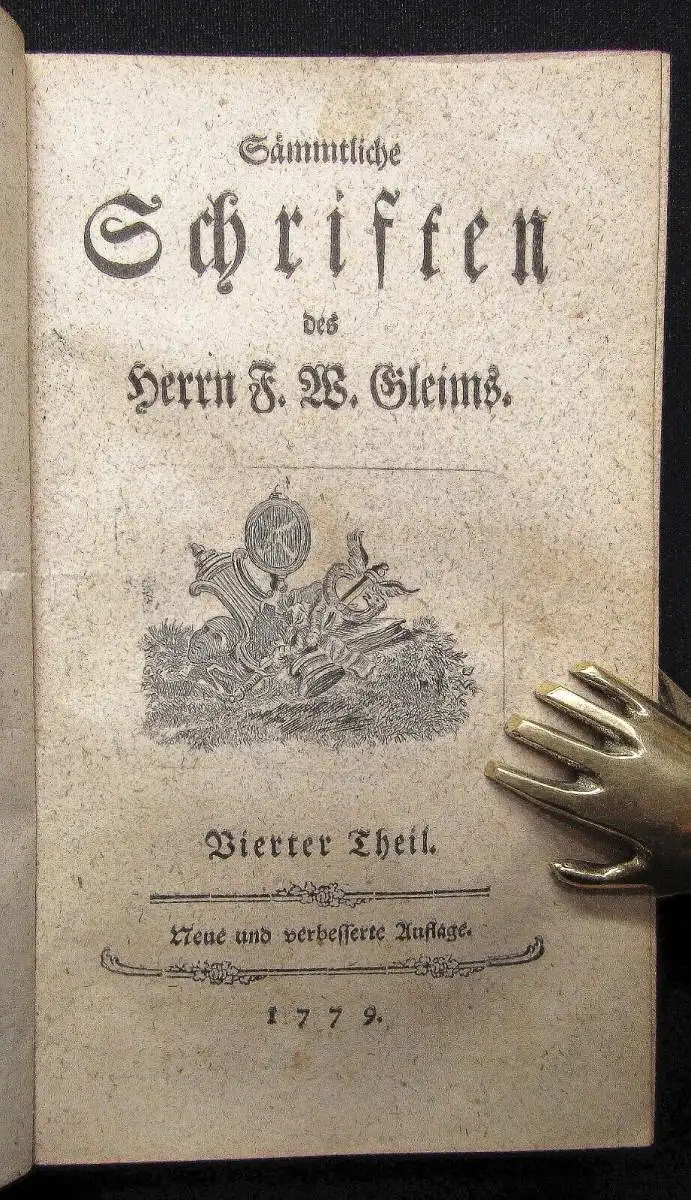 Sämmtliche
Schriften
des
Herrn F. W. Gleims.
Vierter Theil.
Neue und verbesserte Auflage.
1779.